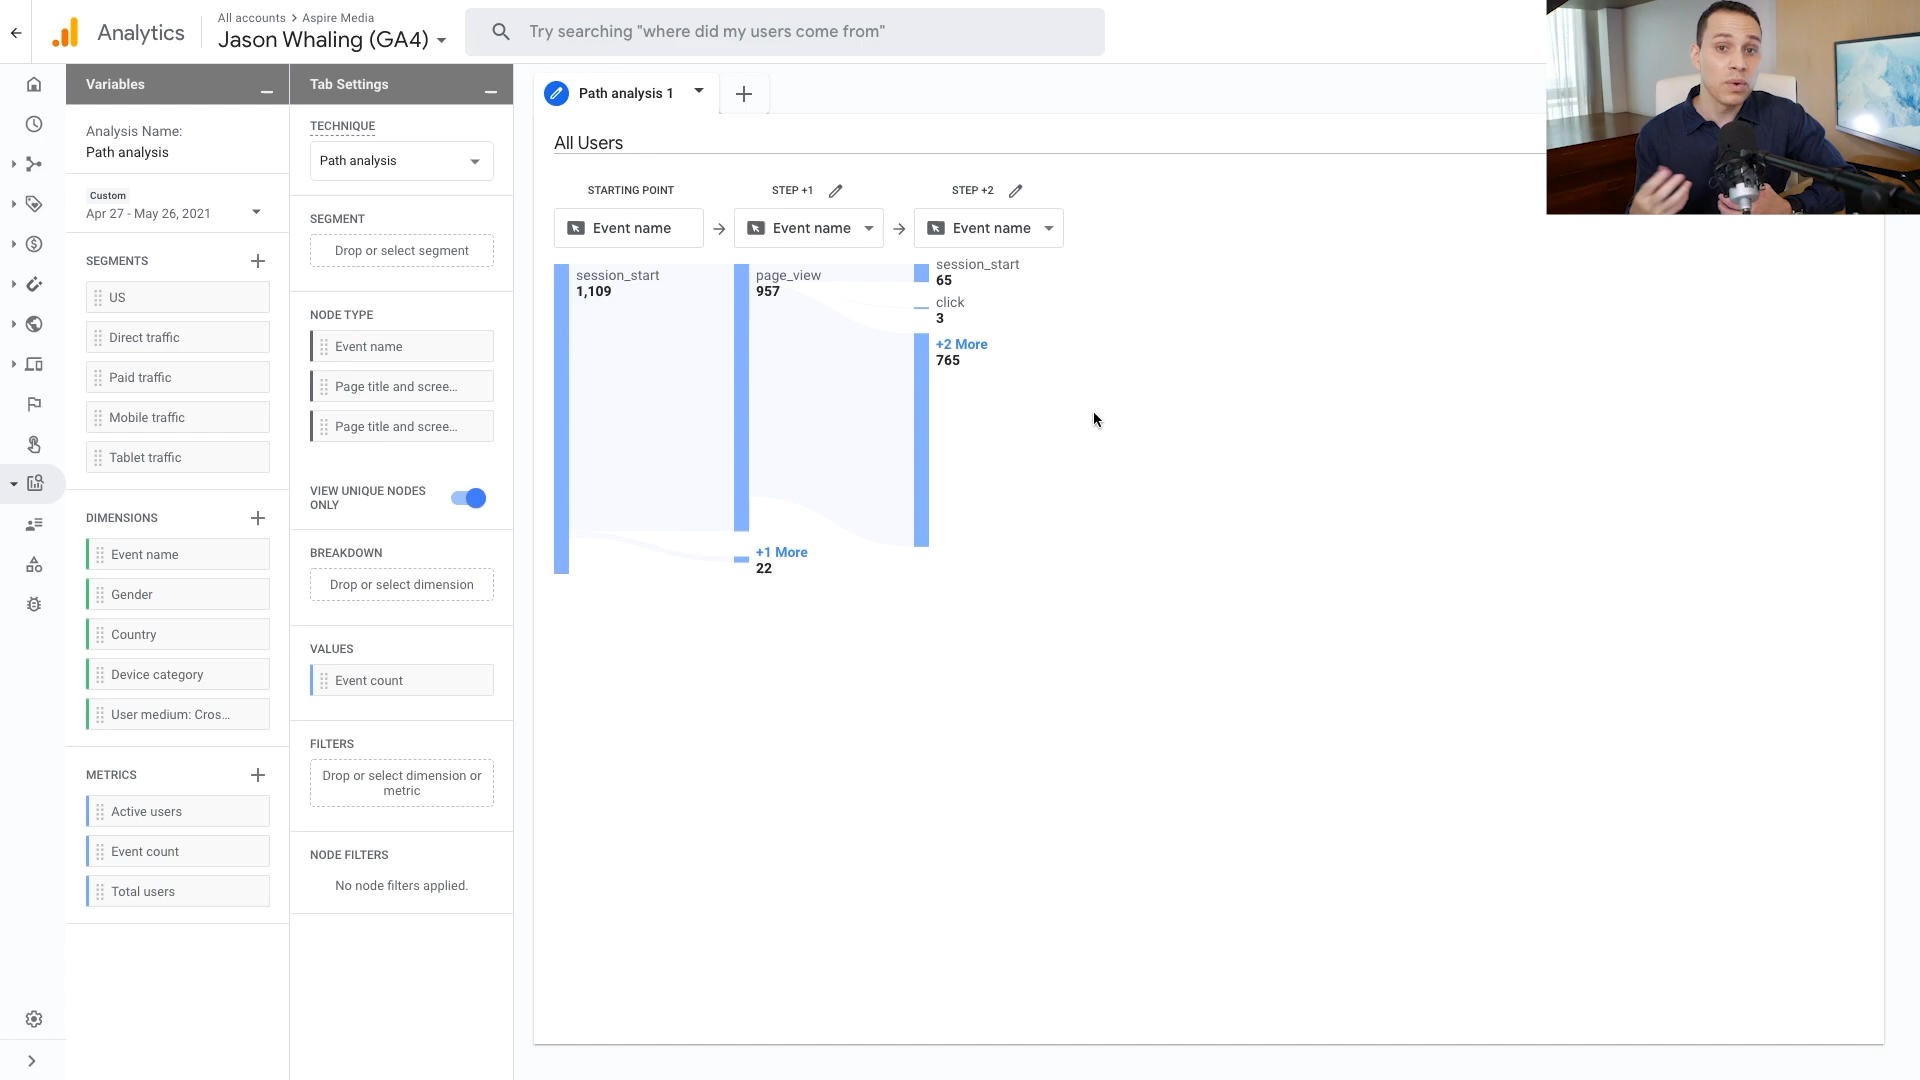 Analytics
All accounts > Aspire Media
Jason Whaling (GA4)
Try searching "where did my users come from"
Variables
Analysis Name:
Path analysis
Custom
Apr 27 - May 26, 2021
SEGMENTS
US
Direct traffic
Paid traffic
Mobile traffic
Tablet traffic
DIMENSIONS
Event name
Gender
Country
Device category
User medium: Cros...
METRICS
Active users
Event count
Total users
Tab Settings
TECHNIQUE
Path analysis
SEGMENT
Drop or select segment
NODE TYPE
Event name
Page title and scree...
Page title and scree...
VIEW UNIQUE NODES
ONLY
BREAKDOWN
Drop or select dimension
VALUES
Event count
FILTERS
Drop or select dimension or
metric
NODE FILTERS
No node filters applied.
Path analysis 1
All Users
STARTING POINT
STEP +1
STEP +2
Event name
Event name
Event name
session_start
1,109
page_view
957
+1 More
22
session_start
65
click
3
+2 More
765